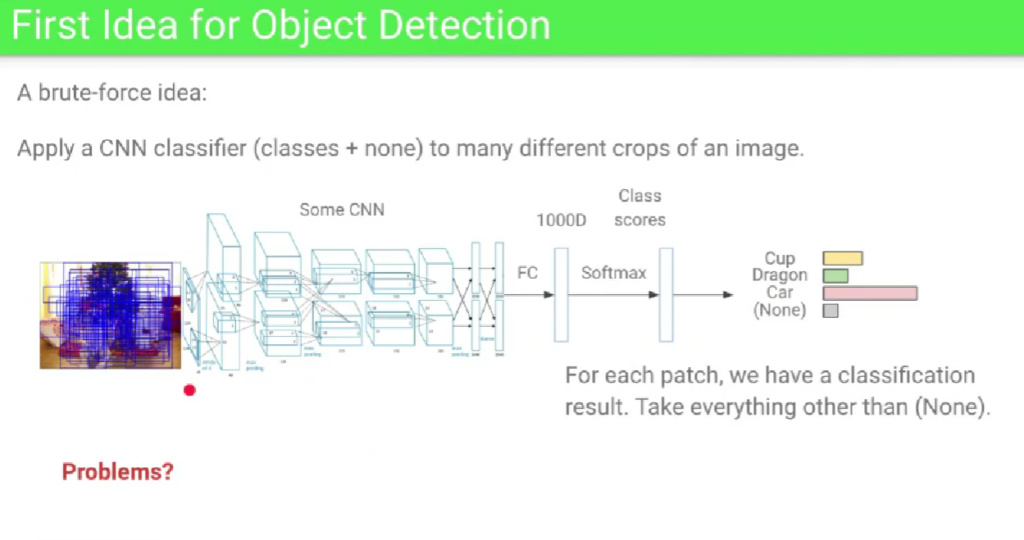 First Idea for Object Detection
A brute-force idea:
Apply a CNN classifier (classes + none) to many different crops of an image.
Some CNN
1000D
Class
scores
FC
Softmax
Cup
Dragon
Car
(None)
For each patch, we have a classification
result. Take everything other than (None).
Problems?